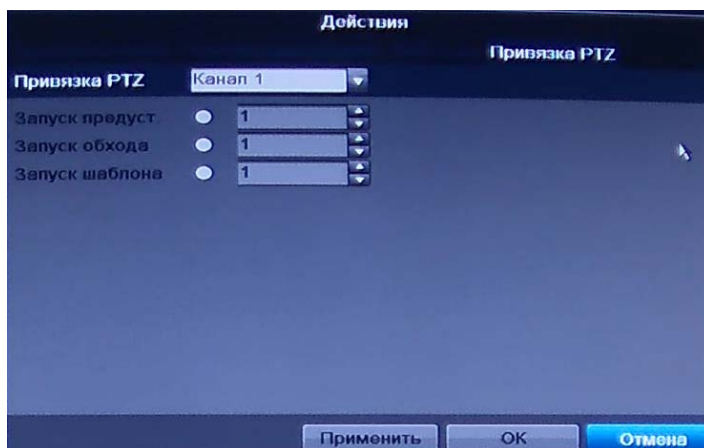 Действия
Привязка PTZ
Привязка PTZ Канал 1
Запуск предуст. 1
Запуск обхода 1
Запуск шаблона 1
Применить OK Отмена